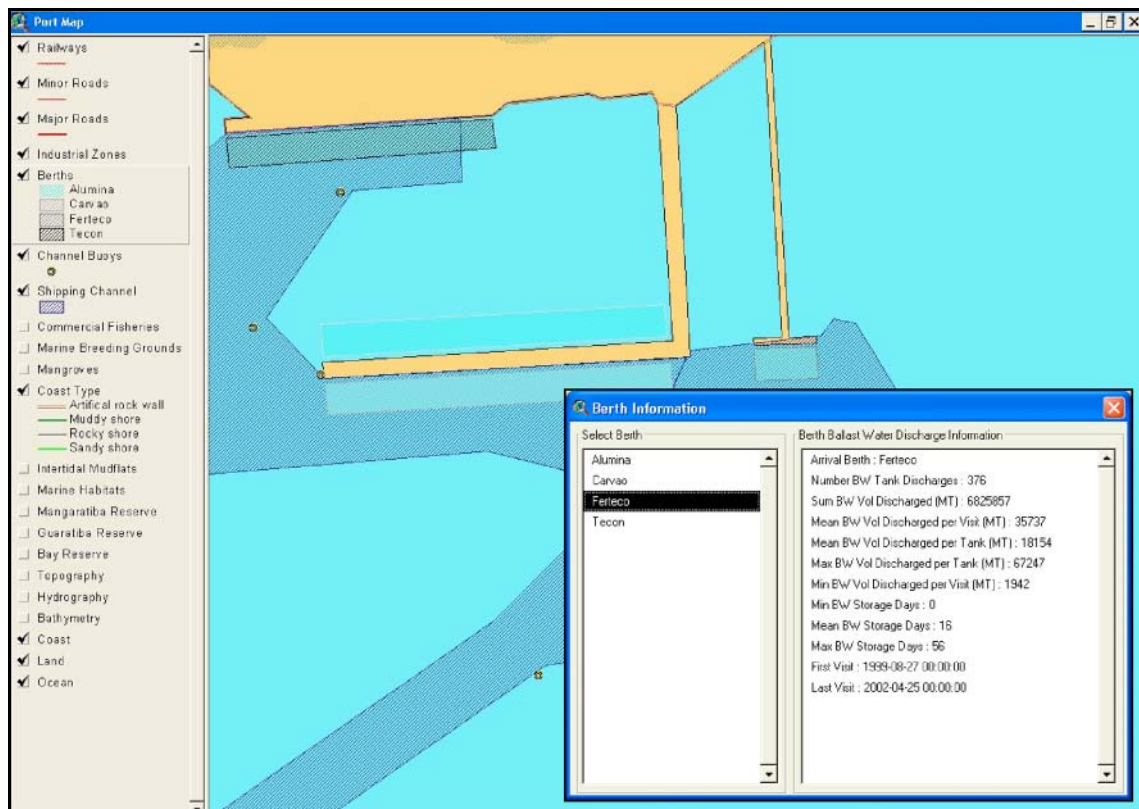 Port Map
Railways
Minor Roads
Major Roads
Industrial Zones
Berths
Alumina
Carvao
Ferteco
Tecon
Channel Buoys
Shipping Channel
Commercial Fisheries
Marine Breeding Grounds
Mangroves
Coast Type
Artifical rock wall
Muddy shore
Rocky shore
Sandy shore
Intertidal Mudflats
Marine Habitats
Mangaratiba Reserve
Guaratiba Reserve
Bay Reserve
Topography
Hydrography
Bathymetry
Coast
Land
Ocean
Berth Information
Select Berth
Alumina
Carvao
Ferteco
Tecon
Berth Ballast Water Discharge Information
Arrival Berth : Ferteco
Number BW Tank Discharges : 376
Sum BW Vol Discharged (MT) : 6825857
Mean BW Vol Discharged per Visit (MT) : 35737
Mean BW Vol Discharged per Tank (MT) : 18154
Max BW Vol Discharged per Tank (MT) : 67247
Min BW Vol Discharged per Visit (MT) : 1942
Min BW Storage Days : 0
Mean BW Storage Days : 16
Max BW Storage Days : 56
First Visit : 1999-08-27 00:00:00
Last Visit : 2002-04-25 00:00:00